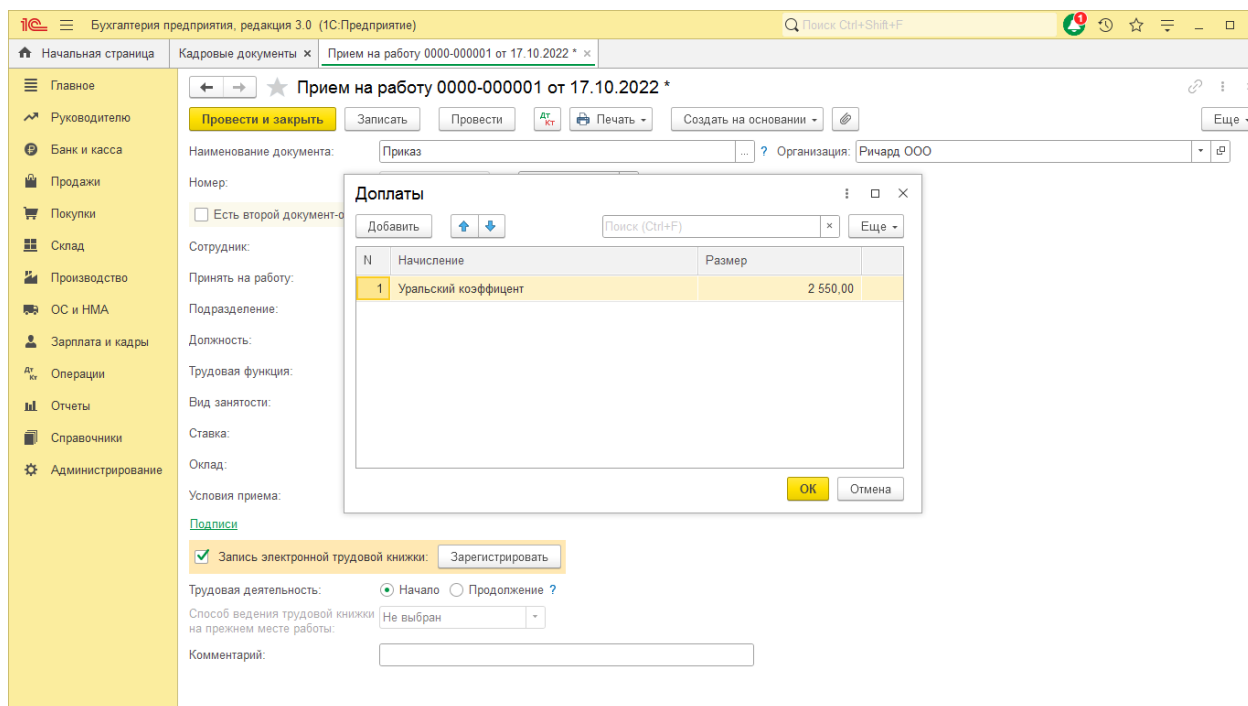 1С Бухгалтерия предприятия, редакция 3.0 (1С:Предприятие) Поиск Ctrl+Shift+F 1
Начальная страница Кадровые документы × Прием на работу 0000-000001 от 17.10.2022 * ×
Главное
Руководителю
Банк и касса
Продажи
Покупки
Склад
Производство
ОС и НМА
Зарплата и кадры
Дт Кт Операции
Отчеты
Справочники
Администрирование
Прием на работу 0000-000001 от 17.10.2022 *
Провести и закрыть Записать Провести Дт Кт Печать Создать на основании Еще
Наименование документа: Приказ ... ? Организация: Ричард ООО
Номер:
Есть второй документ-о
Сотрудник:
Принять на работу:
Подразделение:
Должность:
Трудовая функция:
Вид занятости:
Ставка:
Оклад:
Условия приема:
Доплаты
Добавить Поиск (Ctrl+F) × Еще
N Начисление Размер
1 Уральский коэффицент 2 550,00
ОК Отмена
Подписи
Запись электронной трудовой книжки: Зарегистрировать
Трудовая деятельность: Начало Продолжение ?
Способ ведения трудовой книжки
на прежнем месте работы: Не выбран
Комментарий: